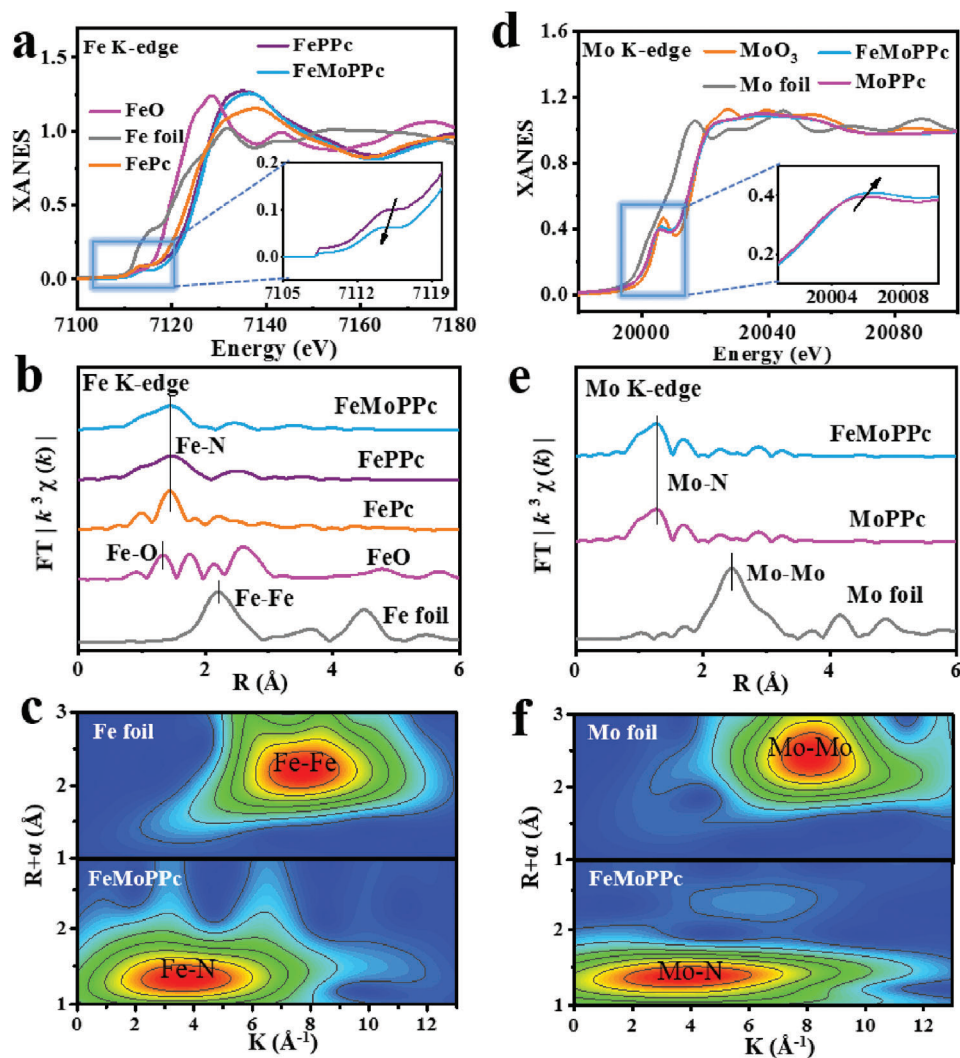 a
Fe K-edge
FePPc
FeMoPPc
FeO
Fe foil
FePc
XANES
1.5
1.0
0.5
0.0
0.2
0.1
0.0
7105
7112
7119
7100
7120
7140
7160
7180
Energy (eV)
d
Mo K-edge
MoO3
FeMoPPc
Mo foil
MoPPc
XANES
1.6
1.2
0.8
0.4
0.0
0.4
0.2
20004
20008
20000
20040
20080
Energy (eV)
b
Fe K-edge
FeMoPPc
Fe-N
FePPc
FePc
Fe-O
FeO
Fe-Fe
Fe foil
FT | k³ χ (k) |
0
2
4
6
R (Å)
e
Mo K-edge
FeMoPPc
Mo-N
MoPPc
Mo-Mo
Mo foil
FT | k³ χ (k) |
0
2
4
6
R (Å)
c
Fe foil
Fe-Fe
FeMoPPc
Fe-N
R+α (Å)
3
2
1
2
1
0
2
4
6
8
10
12
K (Å⁻¹)
f
Mo foil
Mo-Mo
FeMoPPc
Mo-N
R+α (Å)
3
2
1
2
1
0
2
4
6
8
10
12
K (Å⁻¹)